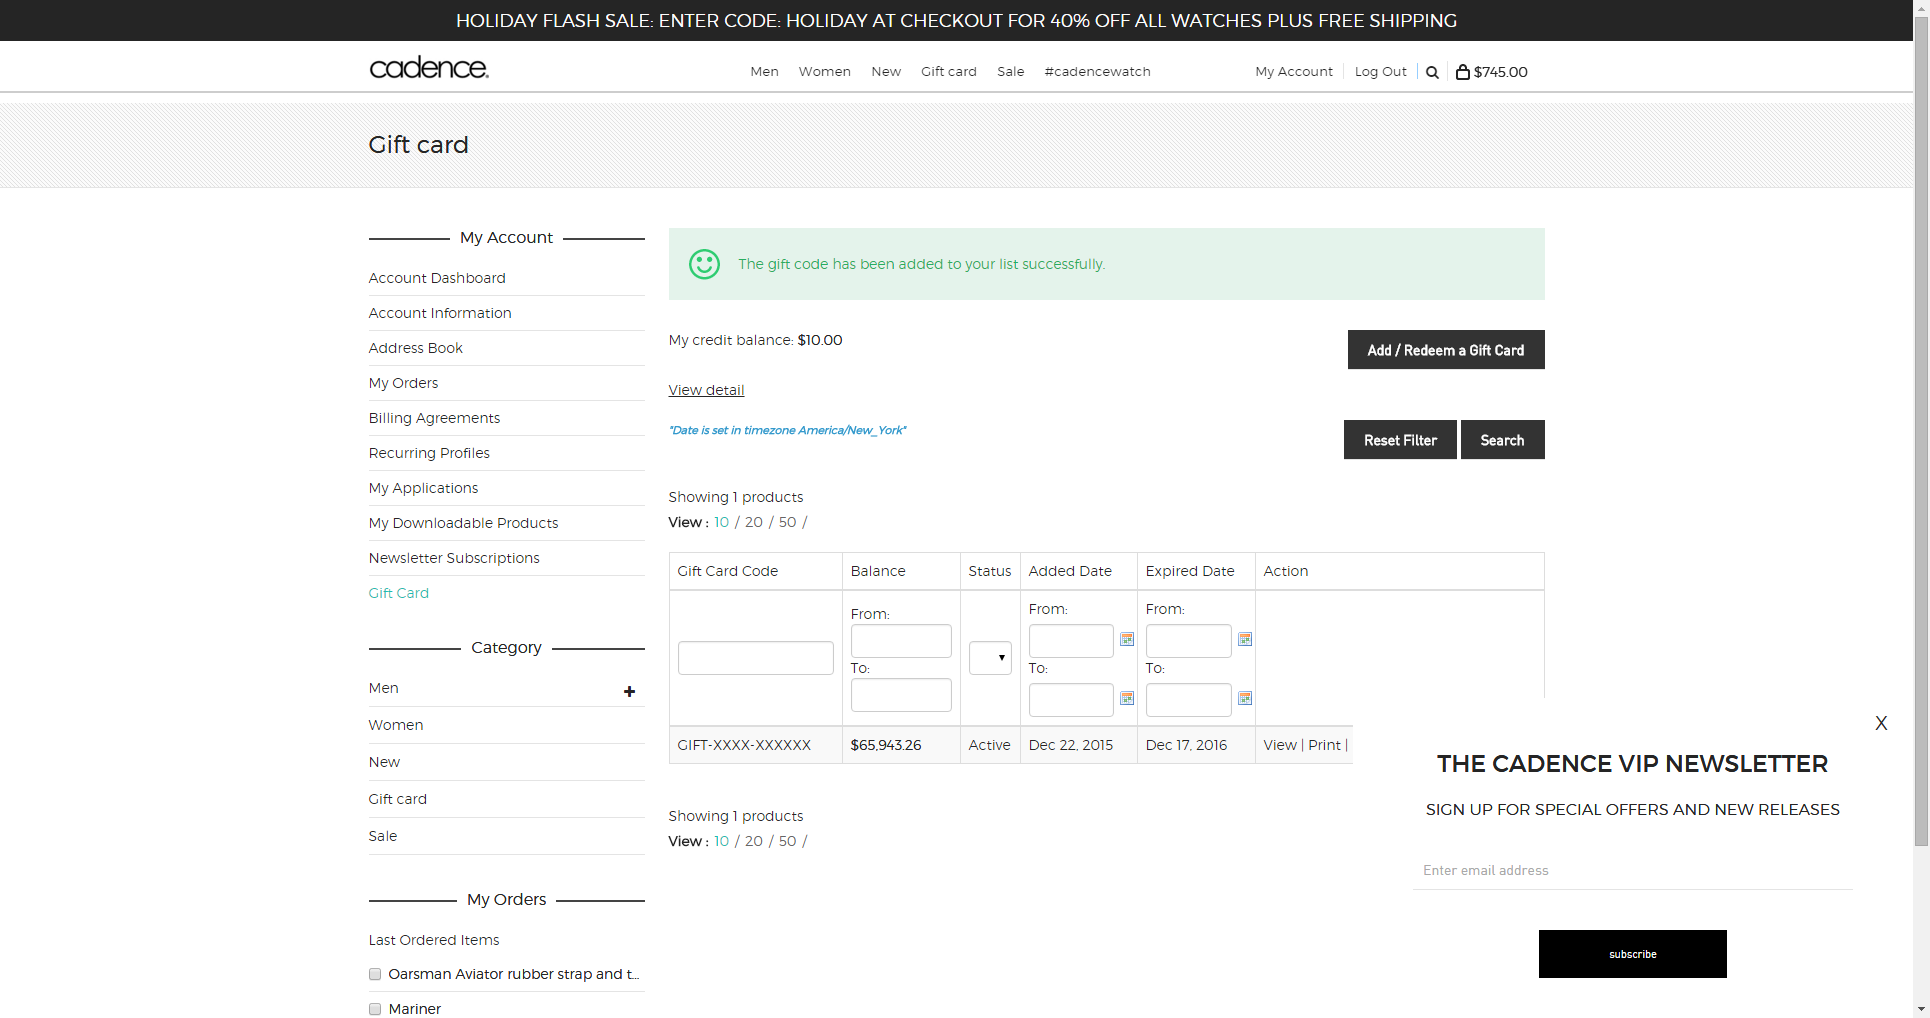 HOLIDAY FLASH SALE: ENTER CODE: HOLIDAY AT CHECKOUT FOR 40% OFF ALL WATCHES PLUS FREE SHIPPING
cadence.
Men Women New Gift card Sale #cadencewatch
My Account Log Out $745.00
Gift card
My Account
Account Dashboard
Account Information
Address Book
My Orders
Billing Agreements
Recurring Profiles
My Applications
My Downloadable Products
Newsletter Subscriptions
Gift Card
Category
Men
Women
New
Gift card
Sale
My Orders
Last Ordered Items
Oarsman Aviator rubber strap and t...
Mariner
The gift code has been added to your list successfully.
My credit balance: $10.00
Add / Redeem a Gift Card
View detail
"Date is set in timezone America/New_York"
Reset Filter Search
Showing 1 products
View : 10 / 20 / 50 /
Gift Card Code Balance Status Added Date Expired Date Action
From: From: From:
To: To: To:
GIFT-XXXX-XXXXXX $65,943.26 Active Dec 22, 2015 Dec 17, 2016 View | Print |
Showing 1 products
View : 10 / 20 / 50 /
X
THE CADENCE VIP NEWSLETTER
SIGN UP FOR SPECIAL OFFERS AND NEW RELEASES
Enter email address
subscribe